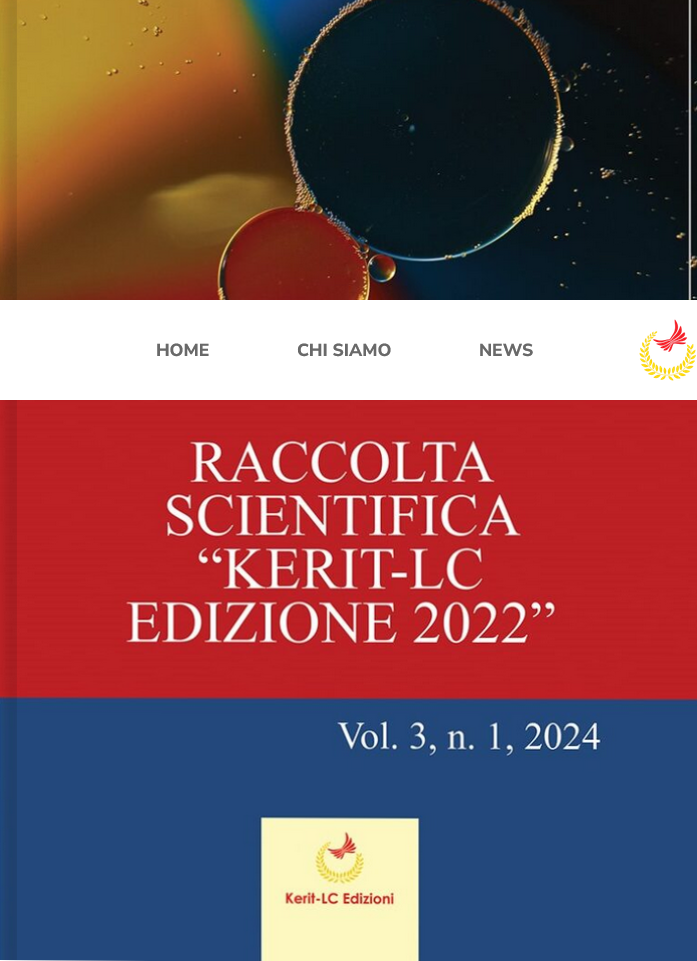 HOME CHI SIAMO NEWS
RACCOLTA
SCIENTIFICA
“KERIT-LC
EDIZIONE 2022”
Vol. 3, n. 1, 2024
Kerit-LC Edizioni